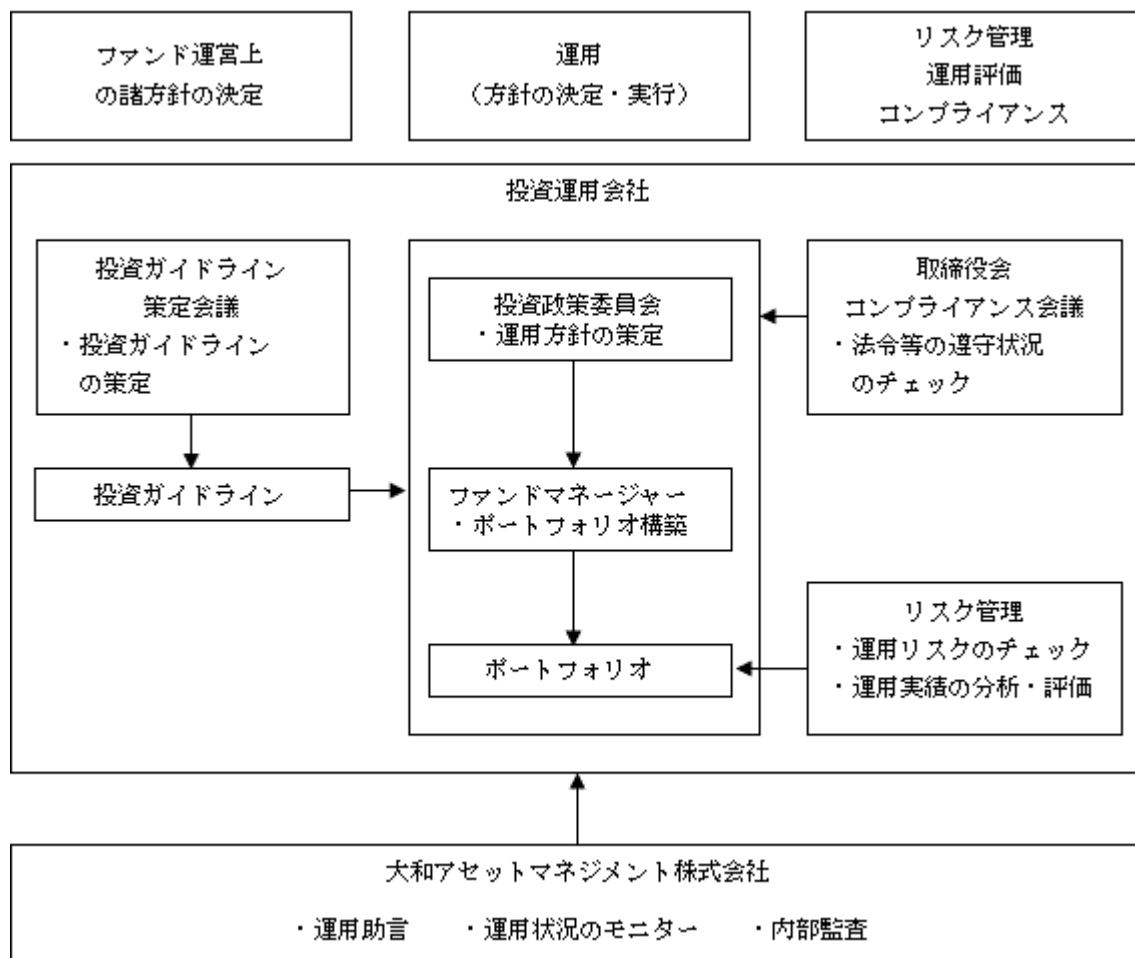 ファンド運営上
の諸方針の決定
運用
(方針の決定・実行)
リスク管理
運用評価
コンプライアンス
投資運用会社
投資ガイドライン
策定会議
・投資ガイドライン
の策定
投資ガイドライン
投資政策委員会
・運用方針の策定
ファンドマネージャー
・ポートフォリオ構築
ポートフォリオ
取締役会
コンプライアンス会議
・法令等の遵守状況
のチェック
リスク管理
・運用リスクのチェック
・運用実績の分析・評価
大和アセットマネジメント株式会社
・運用助言 ・運用状況のモニター ・内部監査